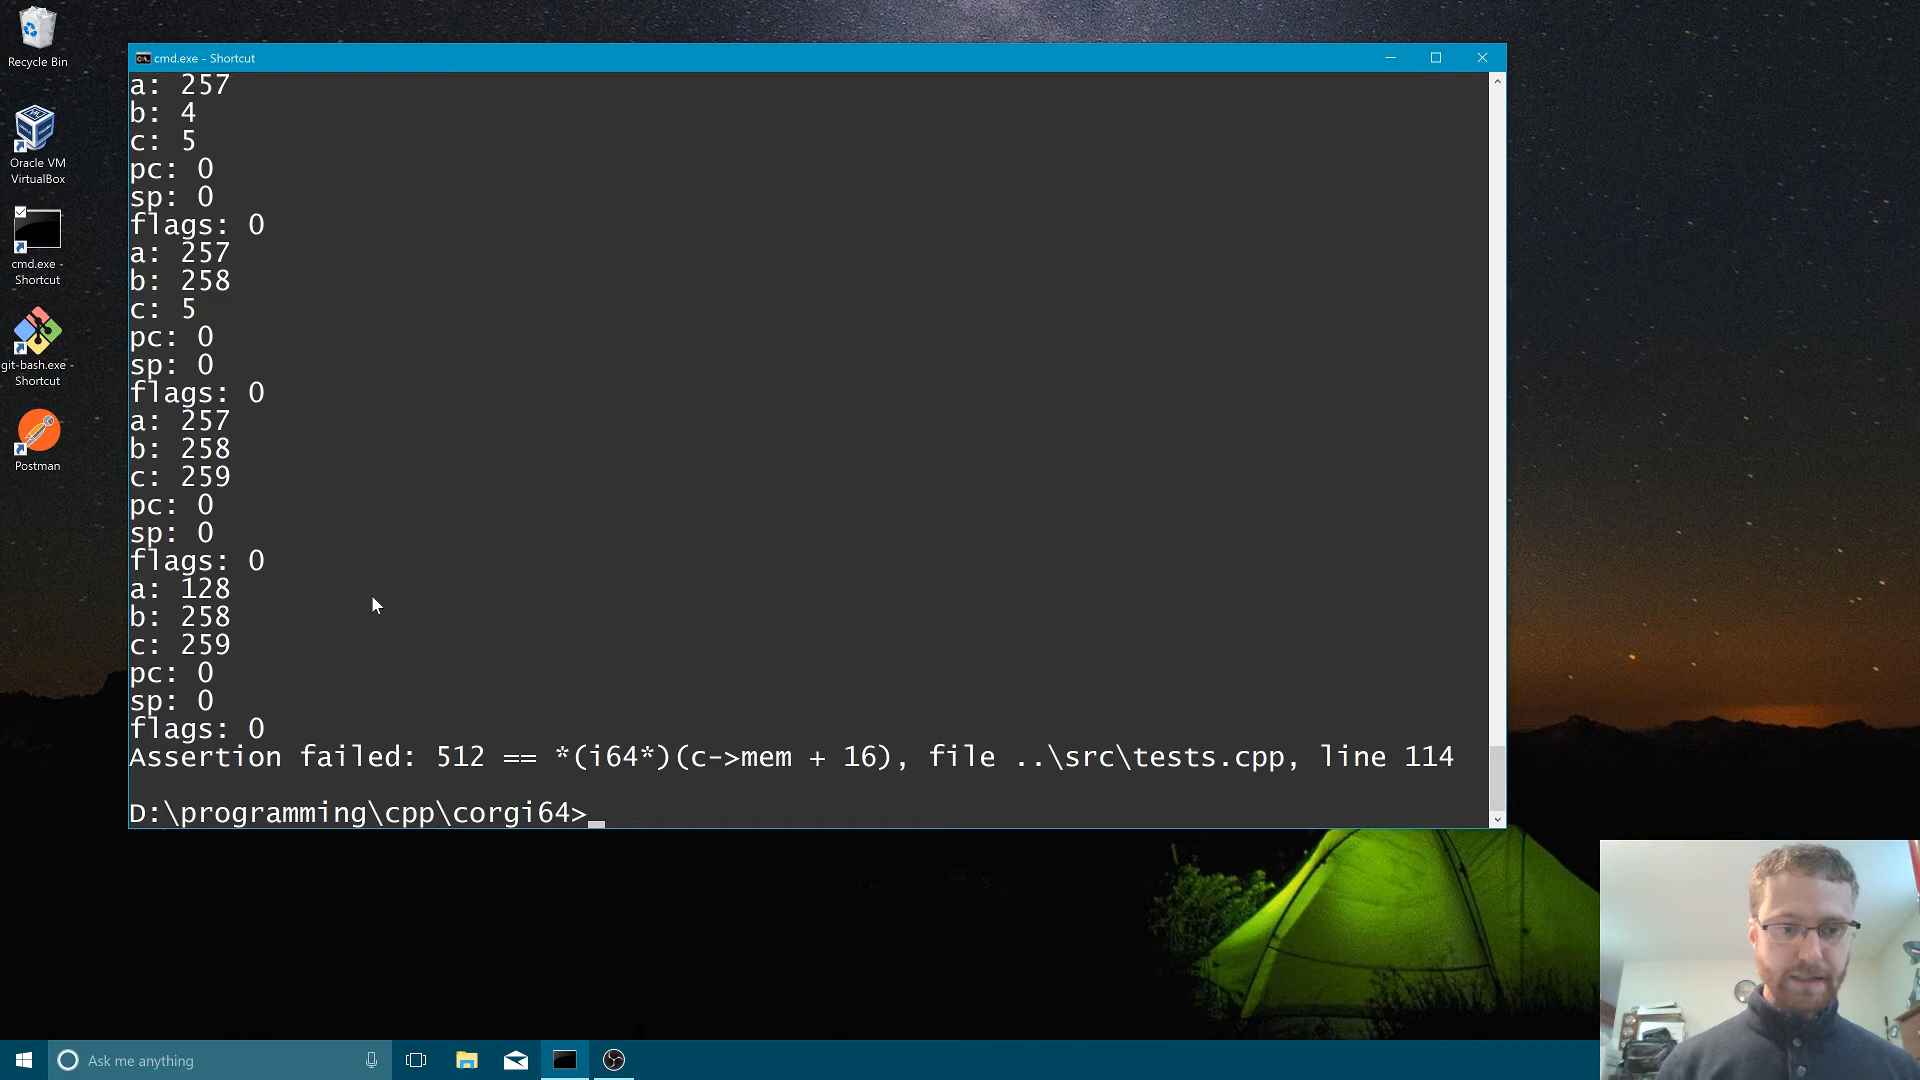 Recycle Bin
Oracle VM
VirtualBox
cmd.exe -
Shortcut
git-bash.exe -
Shortcut
Postman
cmd.exe - Shortcut
a: 257
b: 4
c: 5
pc: 0
sp: 0
flags: 0
a: 257
b: 258
c: 5
pc: 0
sp: 0
flags: 0
a: 257
b: 258
c: 259
pc: 0
sp: 0
flags: 0
a: 128
b: 258
c: 259
pc: 0
sp: 0
flags: 0
Assertion failed: 512 == *(i64*)(c->mem + 16), file ..\src\tests.cpp, line 114
D:\programming\cpp\corgi64>_
Ask me anything